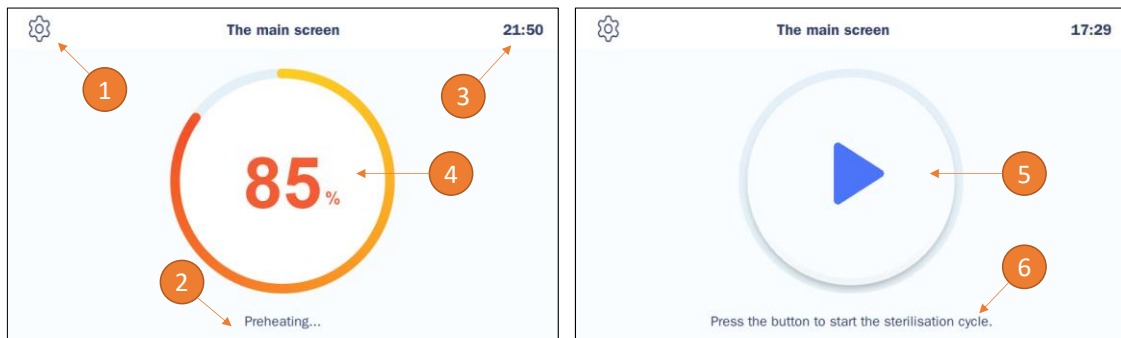 The main screen
21:50
1
3
85%
4
2
Preheating...
The main screen
17:29
5
6
Press the button to start the sterilisation cycle.